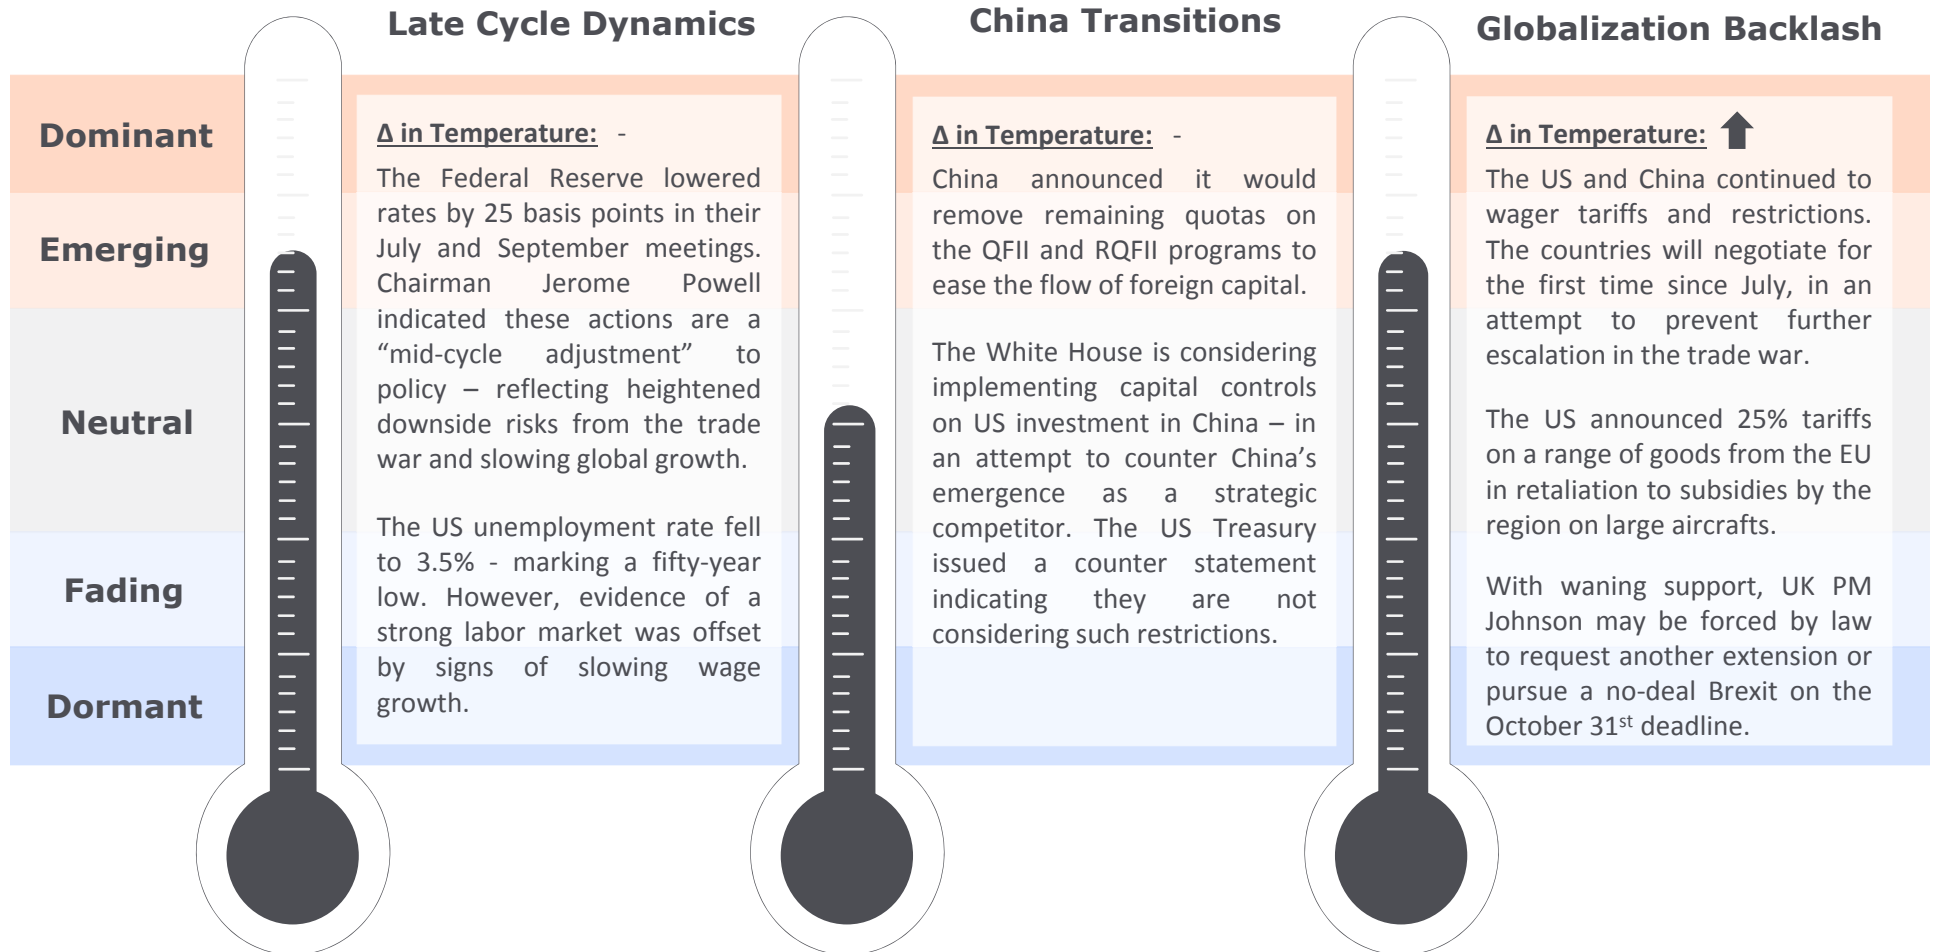 Late Cycle Dynamics
China Transitions
Globalization Backlash
Dominant
Emerging
Neutral
Fading
Dormant
Δ in Temperature: -
The Federal Reserve lowered
rates by 25 basis points in their
July and September meetings.
Chairman Jerome Powell
indicated these actions are a
“mid-cycle adjustment” to
policy – reflecting heightened
downside risks from the trade
war and slowing global growth.
The US unemployment rate fell
to 3.5% - marking a fifty-year
low. However, evidence of a
strong labor market was offset
by signs of slowing wage
growth.
Δ in Temperature: -
China announced it would
remove remaining quotas on
the QFII and RQFII programs to
ease the flow of foreign capital.
The White House is considering
implementing capital controls
on US investment in China – in
an attempt to counter China’s
emergence as a strategic
competitor. The US Treasury
issued a counter statement
indicating they are not
considering such restrictions.
Δ in Temperature:
The US and China continued to
wager tariffs and restrictions.
The countries will negotiate for
the first time since July, in an
attempt to prevent further
escalation in the trade war.
The US announced 25% tariffs
on a range of goods from the EU
in retaliation to subsidies by the
region on large aircrafts.
With waning support, UK PM
Johnson may be forced by law
to request another extension or
pursue a no-deal Brexit on the
October 31st deadline.